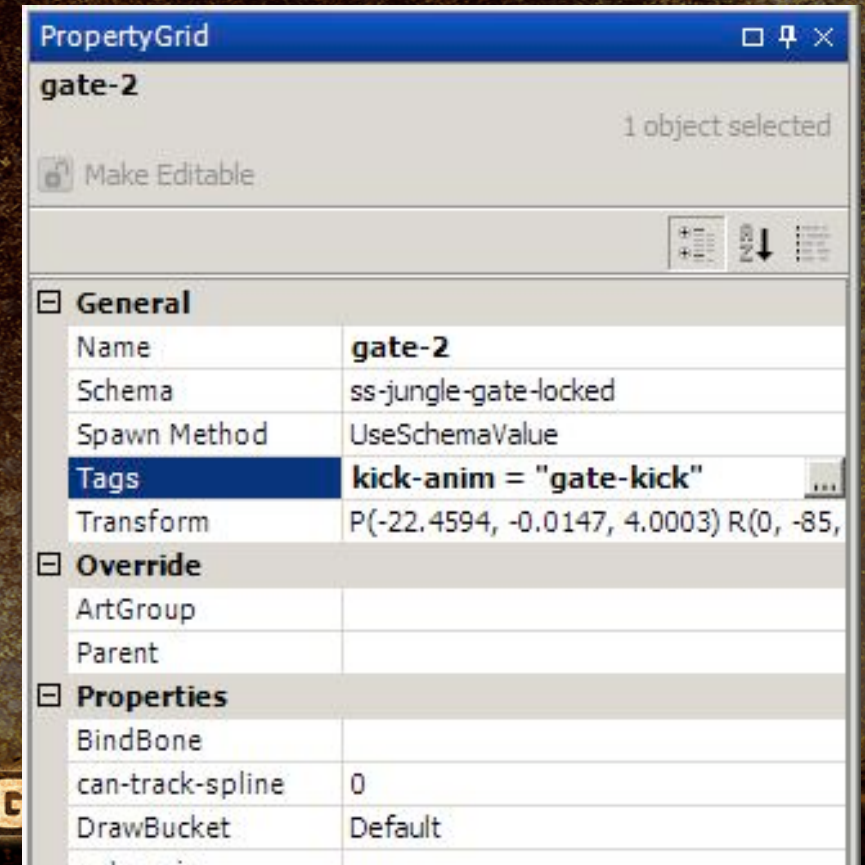 PropertyGrid
gate-2
1 object selected
Make Editable
General
Name gate-2
Schema ss-jungle-gate-locked
Spawn Method UseSchemaValue
Tags kick-anim = "gate-kick" ...
Transform P(-22.4594, -0.0147, 4.0003) R(0, -85,
Override
ArtGroup
Parent
Properties
BindBone
can-track-spline 0
DrawBucket Default